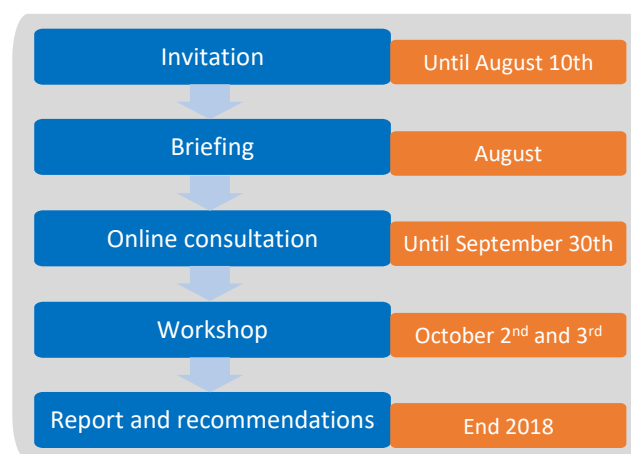 Invitation
Until August 10th
Briefing
August
Online consultation
Until September 30th
Workshop
October 2nd and 3rd
Report and recommendations
End 2018